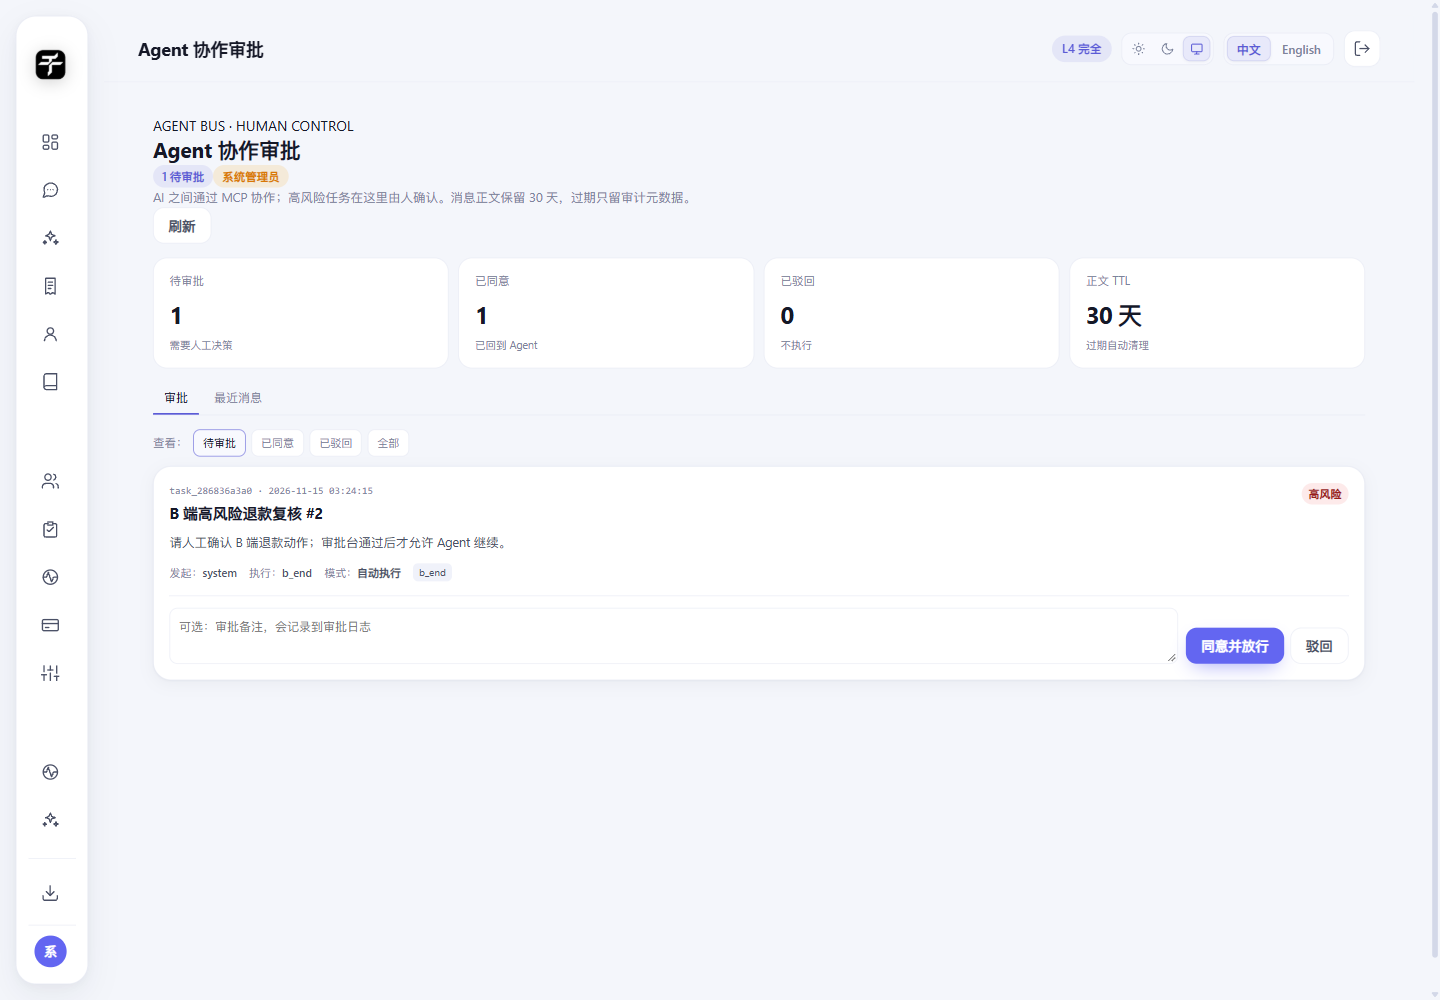 Agent 协作审批
L4 完全
中文
English
AGENT BUS · HUMAN CONTROL
Agent 协作审批
1 待审批
系统管理员
AI 之间通过 MCP 协作；高风险任务在这里由人确认。消息正文保留 30 天，过期只留审计元数据。
刷新
待审批
1
需要人工决策
已同意
1
已回到 Agent
已驳回
0
不执行
正文 TTL
30 天
过期自动清理
审批
最近消息
查看：
待审批
已同意
已驳回
全部
task_286836a3a0 · 2026-11-15 03:24:15
高风险
B 端高风险退款复核 #2
请人工确认 B 端退款动作；审批台通过后才允许 Agent 继续。
发起： system 执行： b_end 模式： 自动执行 b_end
可选：审批备注，会记录到审批日志
同意并放行
驳回
系